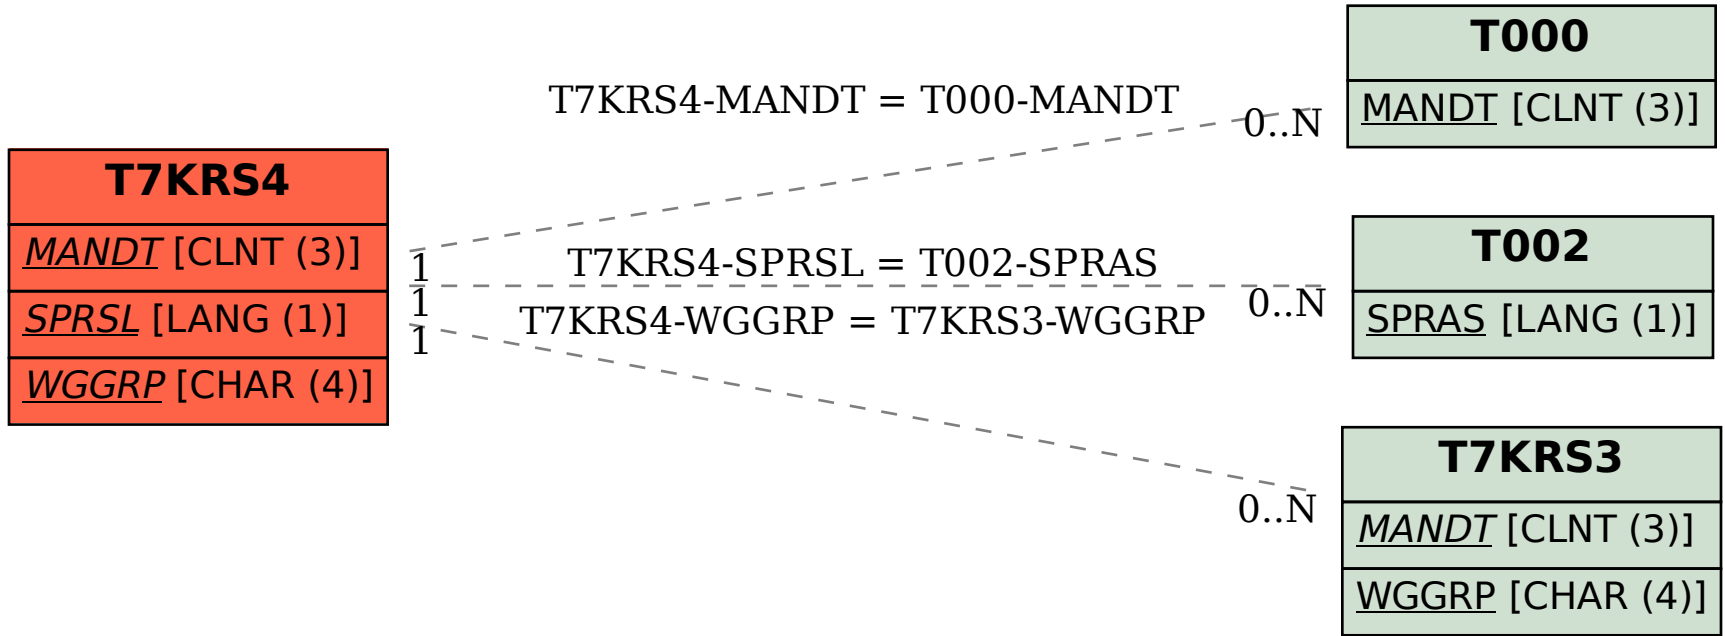 T7KRS4
MANDT [CLNT (3)]
SPRSL [LANG (1)]
WGGRP [CHAR (4)]
T7KRS4-MANDT = T000-MANDT
0..N
1
T7KRS4-SPRSL = T002-SPRAS
0..N
1
T7KRS4-WGGRP = T7KRS3-WGGRP
0..N
1
T000
MANDT [CLNT (3)]
T002
SPRAS [LANG (1)]
T7KRS3
MANDT [CLNT (3)]
WGGRP [CHAR (4)]